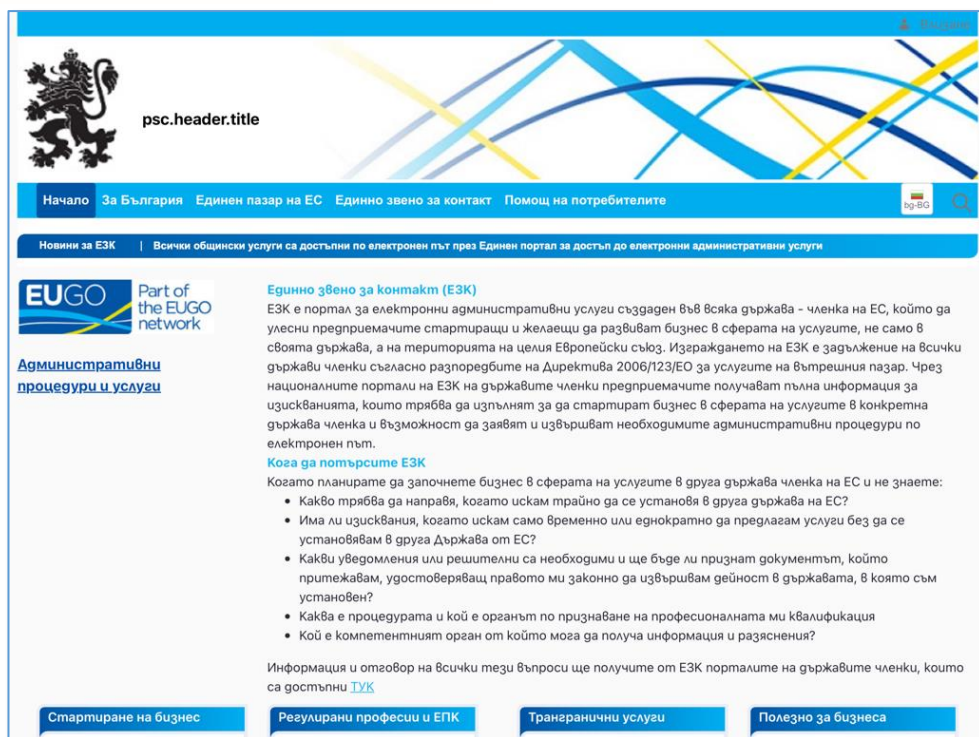 Влизане
psc.header.title
Начало За България Единен пазар на ЕС Единно звено за контакт Помощ на потребителите
bg-BG
Новини за ЕЗК | Всички общински услуги са достъпни по електронен път през Единен портал за достъп до електронни административни услуги
EUGO
Part of
the EUGO
network
Административни
процедури и услуги
Единно звено за контакт (ЕЗК)
ЕЗК е портал за електронни административни услуги създаден във всяка държава - членка на ЕС, който да
улесни предприемачите стартиращи и желаещи да развиват бизнес в сферата на услугите, не само в
своята държава, а на територията на целия Европейски съюз. Изграждането на ЕЗК е задължение на всички
държави членки съгласно разпоредбите на Директива 2006/123/ЕО за услугите на вътрешния пазар. Чрез
националните портали на ЕЗК на държавите членки предприемачите получават пълна информация за
изискванията, които трябва да изпълнят за да стартират бизнес в сферата на услугите в конкретна
държава членка и възможност да заявят и извършват необходимите административни процедури по
електронен път.
Кога да потърсите ЕЗК
Когато планирате да започнете бизнес в сферата на услугите в друга държава членка на ЕС и не знаете:
• Какво трябва да направя, когато искам трайно да се установя в друга държава на ЕС?
• Има ли изисквания, когато искам само временно или еднократно да предлагам услуги без да се
установявам в друга Държава от ЕС?
• Какви уведомления или решителни са необходими и ще бъде ли признат документът, който
притежавам, удостоверяващ правото ми законно да извършвам дейност в държавата, в която съм
установен?
• Каква е процедурата и кой е органът по признаване на професионалната ми квалификация
• Кой е компетентният орган от който мога да получа информация и разяснения?
Информация и отговор на всички тези въпроси ще получите от ЕЗК порталите на държавите членки, които
са достъпни ТУК
Стартиране на бизнес
Регулирани професии и ЕПК
Трангранични услуги
Полезно за бизнеса